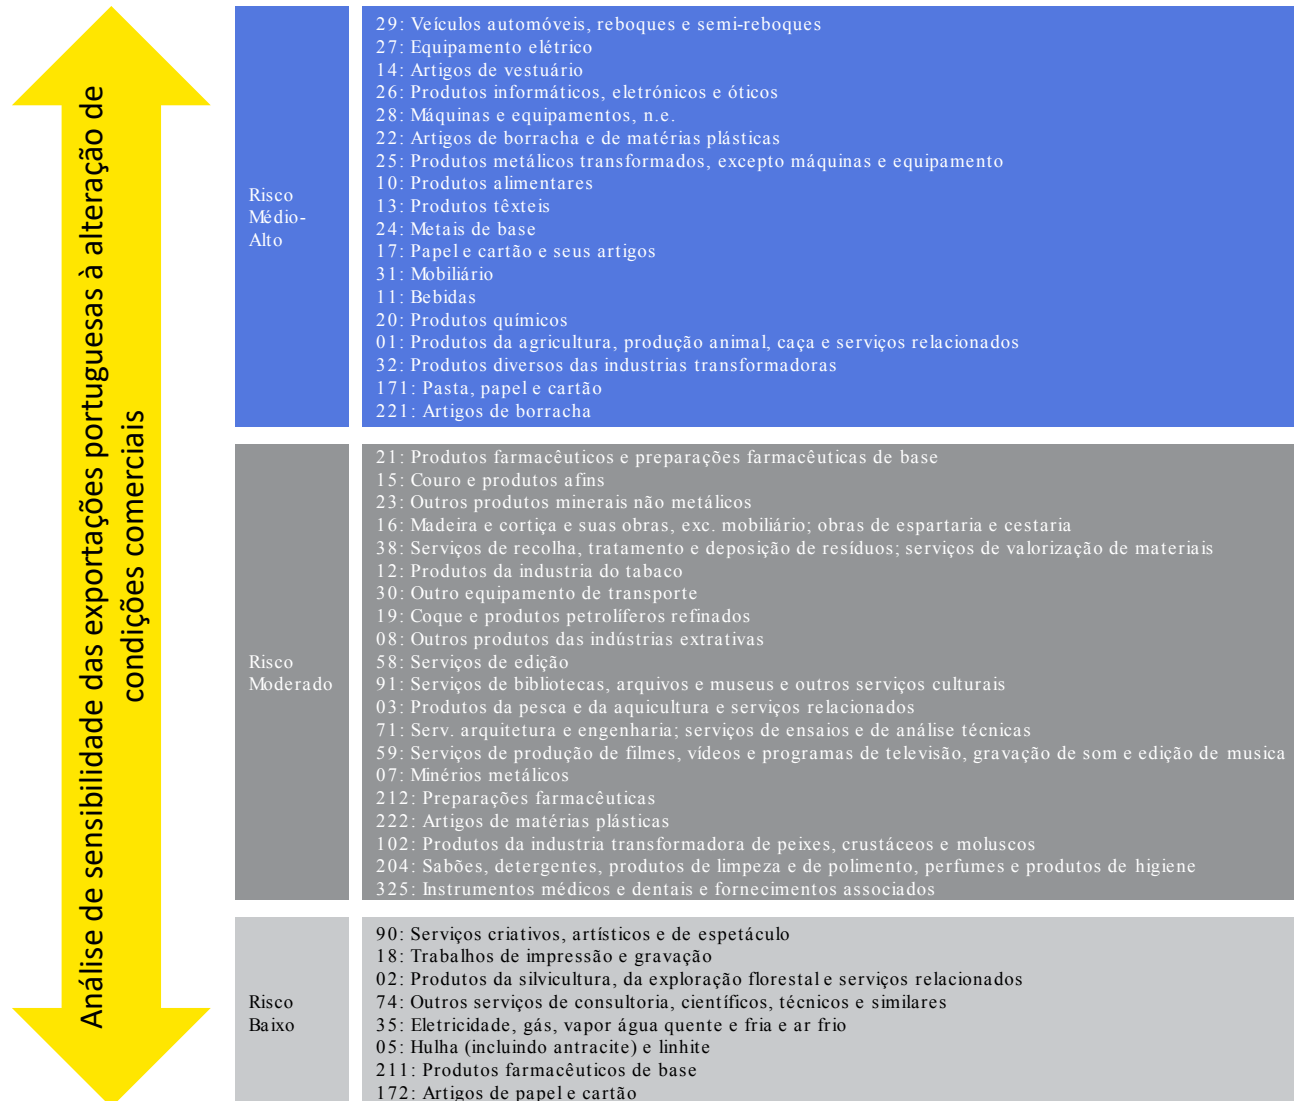 Análise de sensibilidade das exportações portuguesas à alteração de
condições comerciais
Risco
Médio-
Alto
29: Veículos automóveis, reboques e semi-reboques
27: Equipamento elétrico
14: Artigos de vestuário
26: Produtos informáticos, eletrónicos e óticos
28: Máquinas e equipamentos, n.e.
22: Artigos de borracha e de matérias plásticas
25: Produtos metálicos transformados, excepto máquinas e equipamento
10: Produtos alimentares
13: Produtos têxteis
24: Metais de base
17: Papel e cartão e seus artigos
31: Mobiliário
11: Bebidas
20: Produtos químicos
01: Produtos da agricultura, produção animal, caça e serviços relacionados
32: Produtos diversos das industrias transformadoras
171: Pasta, papel e cartão
221: Artigos de borracha
Risco
Moderado
21: Produtos farmacêuticos e preparações farmacêuticas de base
15: Couro e produtos afins
23: Outros produtos minerais não metálicos
16: Madeira e cortiça e suas obras, exc. mobiliário; obras de espartaria e cestaria
38: Serviços de recolha, tratamento e deposição de resíduos; serviços de valorização de materiais
12: Produtos da industria do tabaco
30: Outro equipamento de transporte
19: Coque e produtos petrolíferos refinados
08: Outros produtos das indústrias extrativas
58: Serviços de edição
91: Serviços de bibliotecas, arquivos e museus e outros serviços culturais
03: Produtos da pesca e da aquicultura e serviços relacionados
71: Serv. arquitetura e engenharia; serviços de ensaios e de análise técnicas
59: Serviços de produção de filmes, vídeos e programas de televisão, gravação de som e edição de musica
07: Minérios metálicos
212: Preparações farmacêuticas
222: Artigos de matérias plásticas
102: Produtos da industria transformadora de peixes, crustáceos e moluscos
204: Sabões, detergentes, produtos de limpeza e de polimento, perfumes e produtos de higiene
325: Instrumentos médicos e dentais e fornecimentos associados
Risco
Baixo
90: Serviços criativos, artísticos e de espetáculo
18: Trabalhos de impressão e gravação
02: Produtos da silvicultura, da exploração florestal e serviços relacionados
74: Outros serviços de consultoria, científicos, técnicos e similares
35: Eletricidade, gás, vapor água quente e fria e ar frio
05: Hulha (incluindo antracite) e linhite
211: Produtos farmacêuticos de base
172: Artigos de papel e cartão